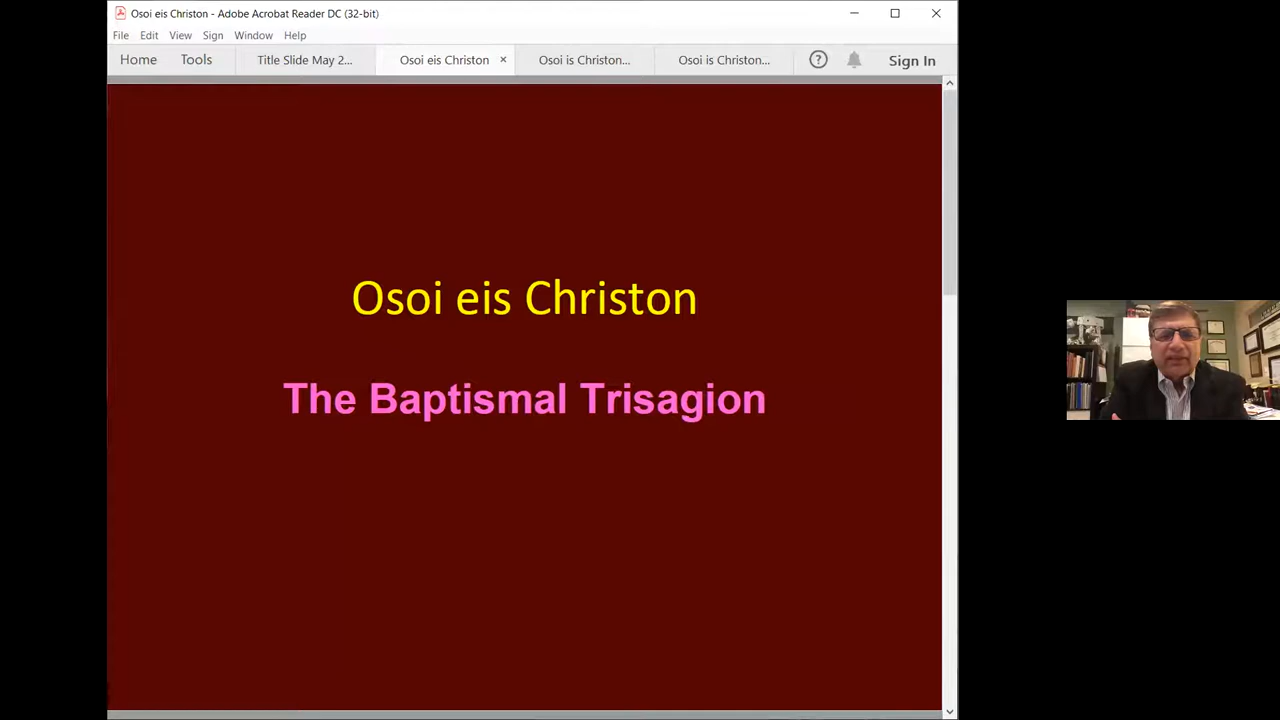 Osoi eis Christon - Adobe Acrobat Reader DC (32-bit)
File Edit View Sign Window Help
Home Tools Title Slide May 2... Osoi eis Christon × Osoi is Christon... Osoi is Christon... ? Sign In
Osoi eis Christon
The Baptismal Trisagion